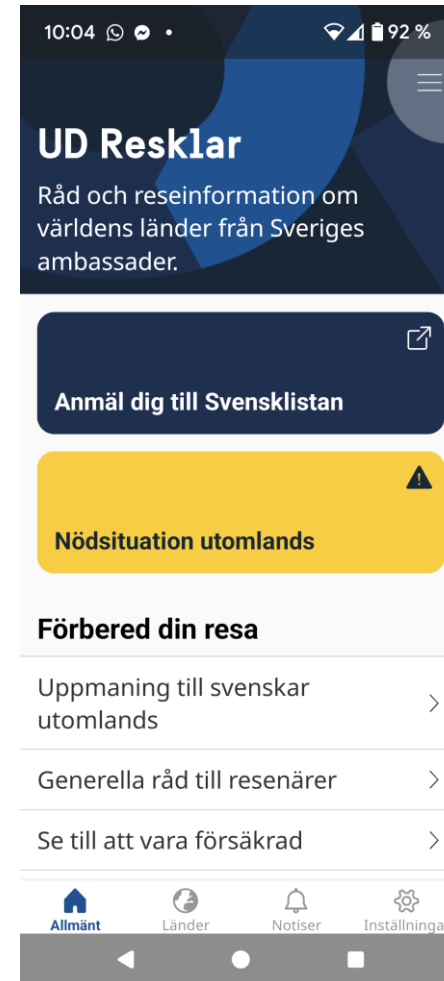 10:04 92 %
UD Resklar
Råd och reseinformation om
världens länder från Sveriges
ambassader.
Anmäl dig till Svensklistan
Nödsituation utomlands
Förbered din resa
Uppmaning till svenskar
utomlands
Generella råd till resenärer
Se till att vara försäkrad
Allmänt Länder Notiser Inställninga